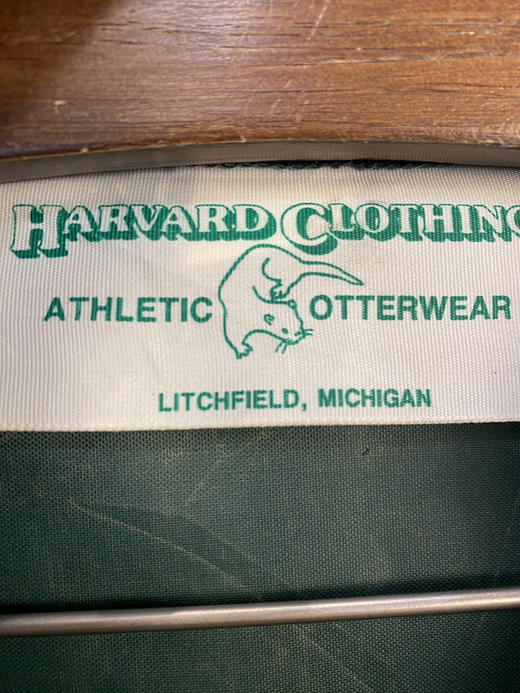 HARVARD CLOTHING
ATHLETIC OTTERWEAR
LITCHFIELD, MICHIGAN